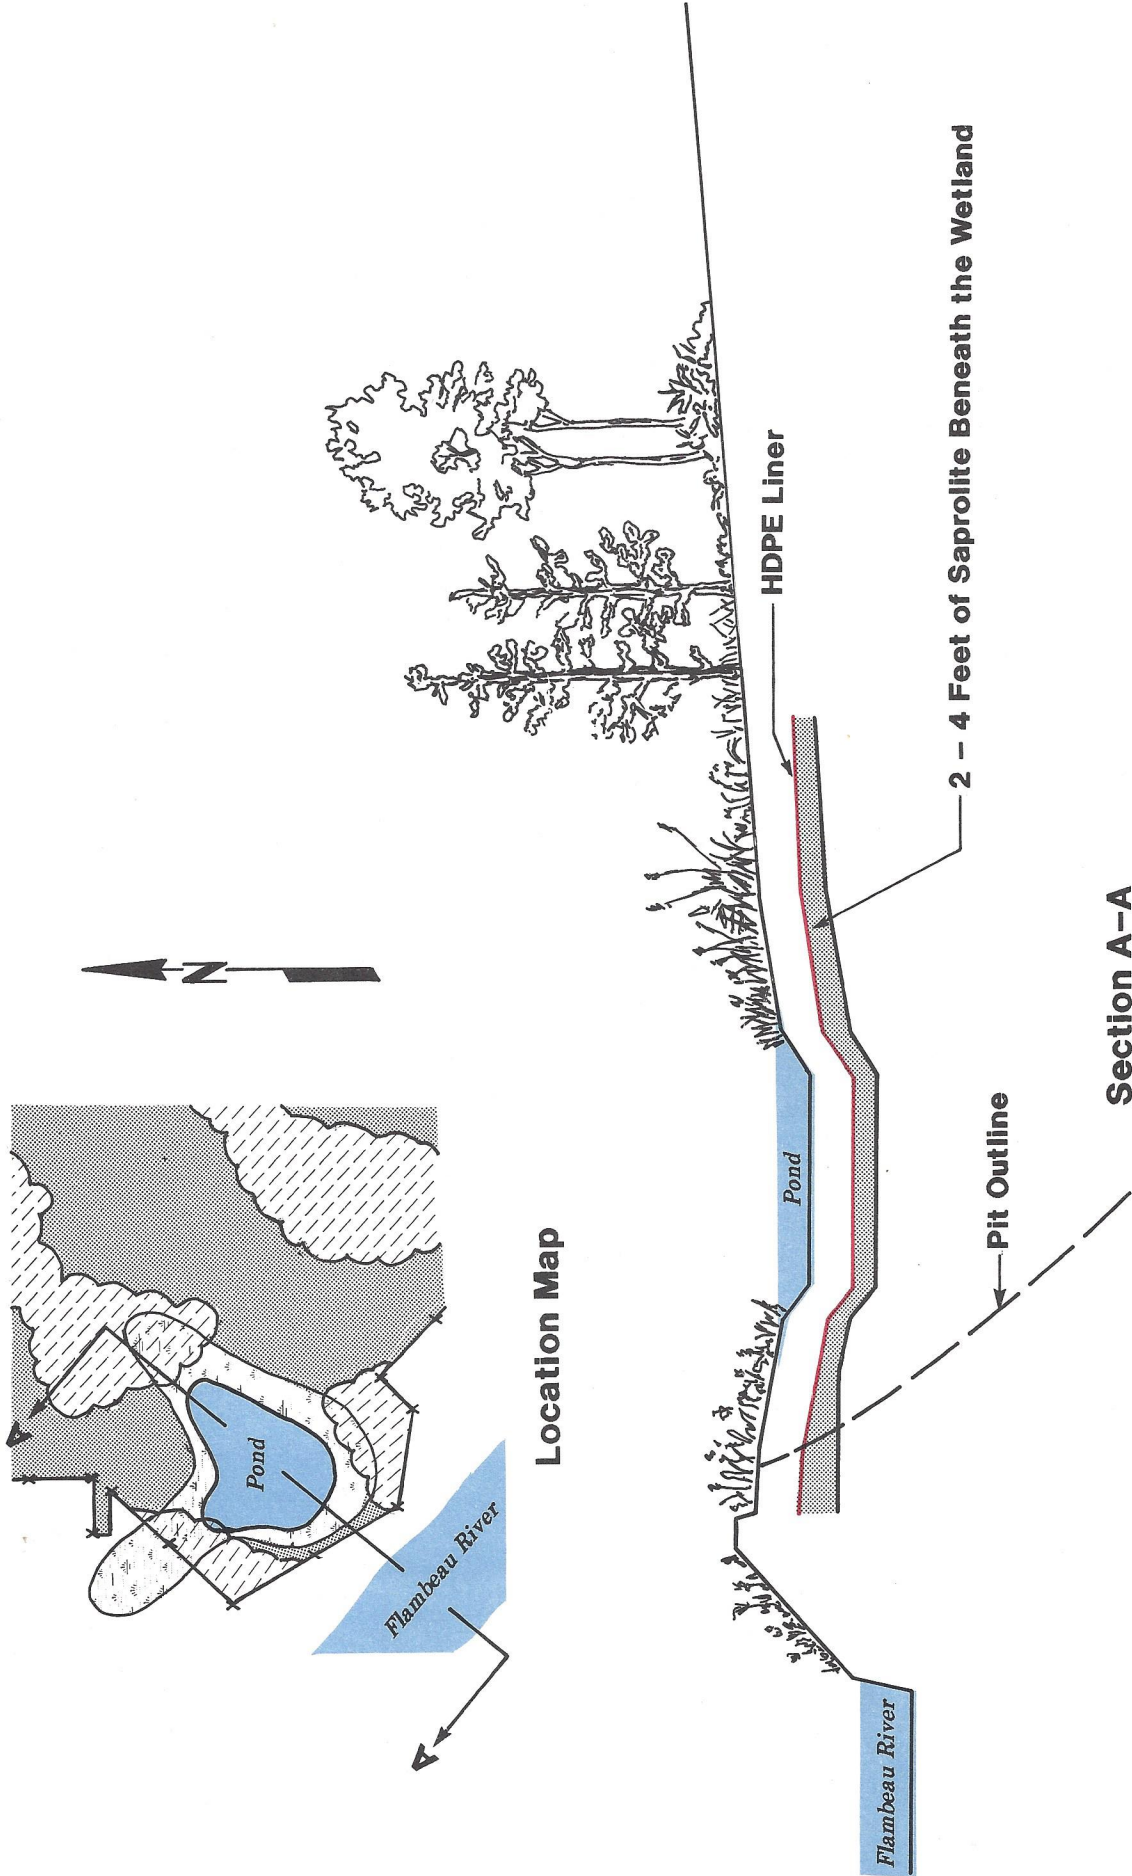 A
N
Pond
Flambeau River
A
Location Map
HDPE Liner
Pond
2 – 4 Feet of Saprolite Beneath the Wetland
Flambeau River
Pit Outline
Section A–A